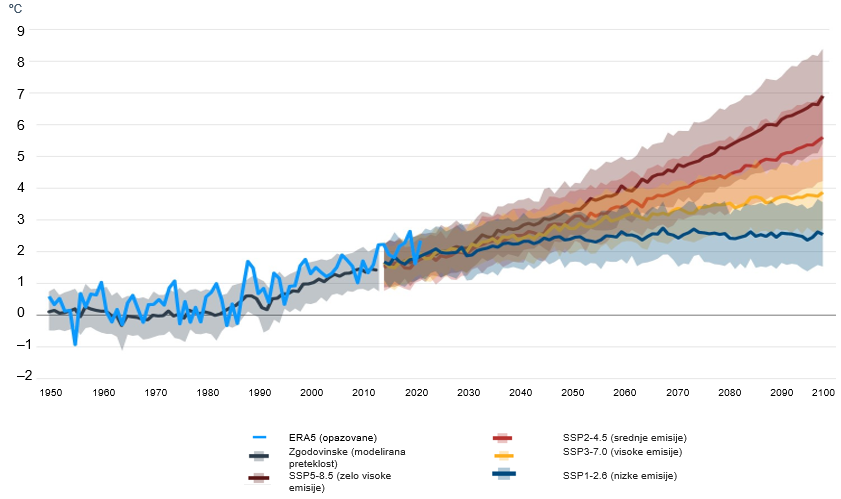 °C
9
8
7
6
5
4
3
2
1
0
–1
–2
1950 1960 1970 1980 1990 2000 2010 2020 2030 2040 2050 2060 2070 2080 2090 2100
ERA5 (opazovane)
Zgodovinske (modelirana
preteklost)
SSP5-8.5 (zelo visoke
emisije)
SSP2-4.5 (srednje emisije)
SSP3-7.0 (visoke emisije)
SSP1-2.6 (nizke emisije)